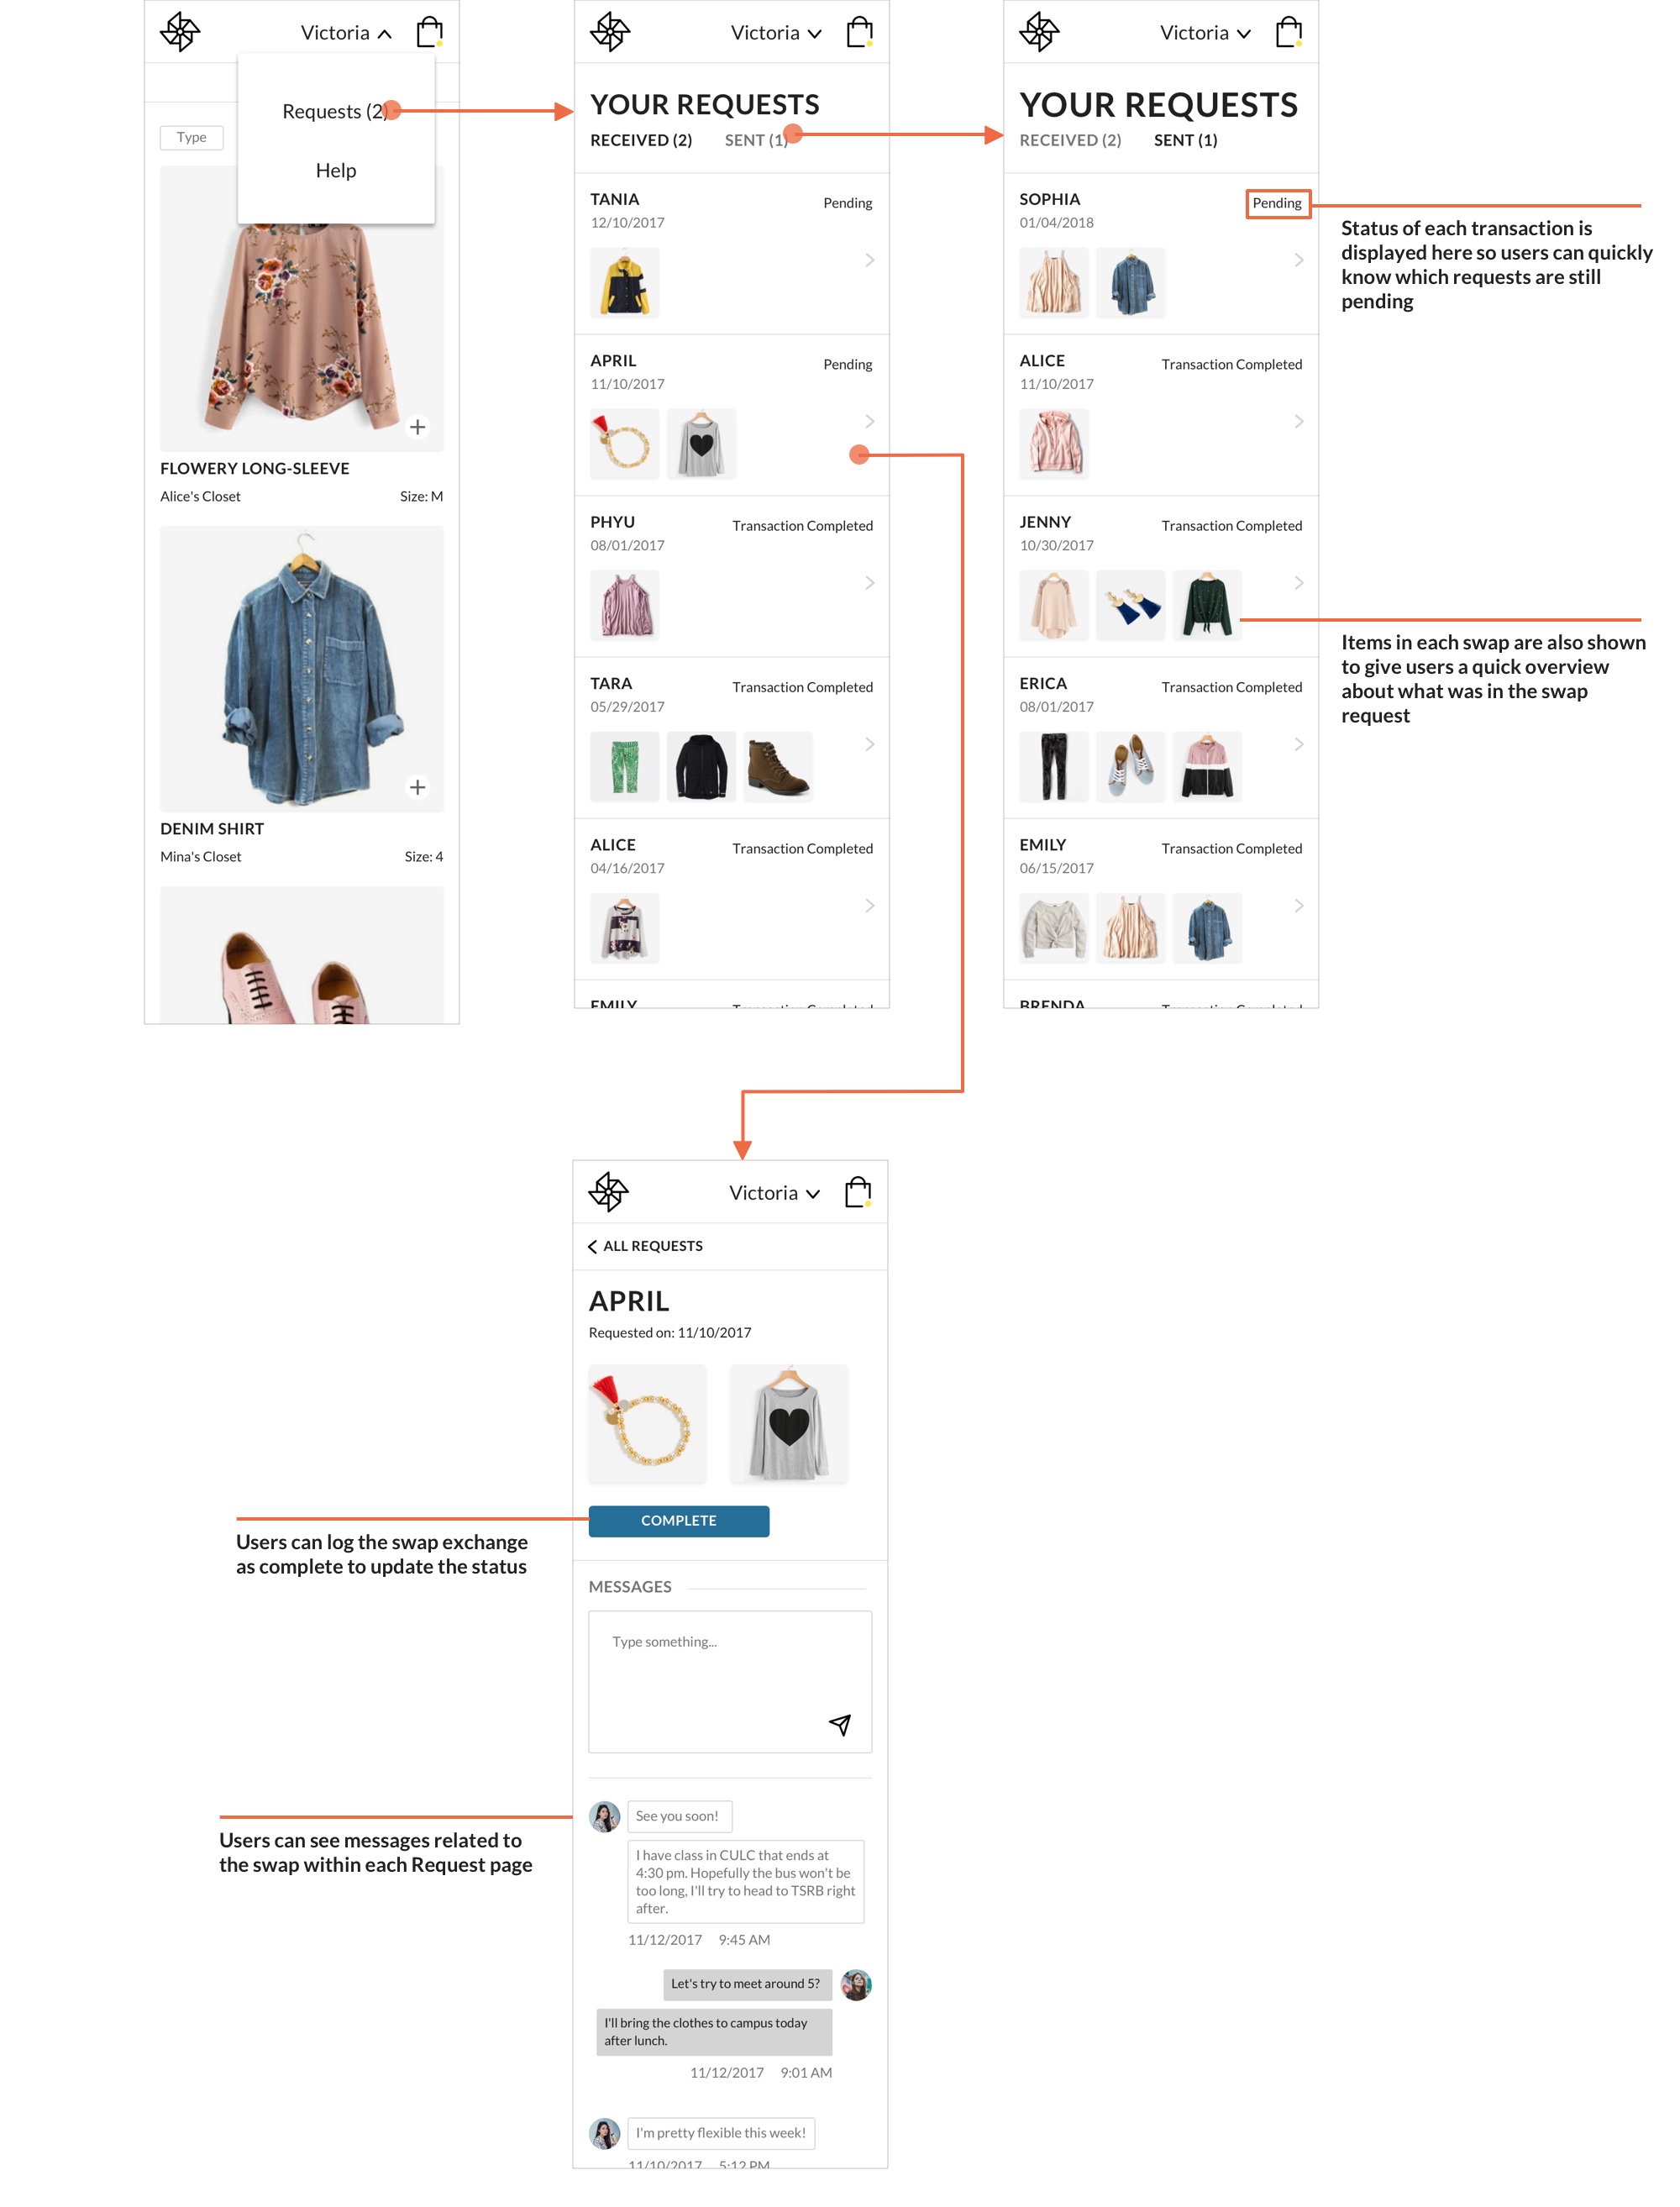 Victoria
Requests (2)
Help
Type
FLOWERY LONG-SLEEVE
Alice's Closet Size: M
DENIM SHIRT
Mina's Closet Size: 4
Victoria
YOUR REQUESTS
RECEIVED (2) SENT (1)
TANIA Pending
12/10/2017
APRIL Pending
11/10/2017
PHYU Transaction Completed
08/01/2017
TARA Transaction Completed
05/29/2017
ALICE Transaction Completed
04/16/2017
EMILY Transaction Completed
Victoria
YOUR REQUESTS
RECEIVED (2) SENT (1)
SOPHIA Pending
01/04/2018
ALICE Transaction Completed
11/10/2017
JENNY Transaction Completed
10/30/2017
ERICA Transaction Completed
08/01/2017
EMILY Transaction Completed
06/15/2017
BRENDA Transaction Completed
Status of each transaction is
displayed here so users can quickly
know which requests are still
pending
Items in each swap are also shown
to give users a quick overview
about what was in the swap
request
Victoria
ALL REQUESTS
APRIL
Requested on: 11/10/2017
COMPLETE
Users can log the swap exchange
as complete to update the status
MESSAGES
Type something...
Users can see messages related to
the swap within each Request page
See you soon!
I have class in CULC that ends at
4:30 pm. Hopefully the bus won't be
too long, I'll try to head to TSRB right
after.
11/12/2017 9:45 AM
Let's try to meet around 5?
I'll bring the clothes to campus today
after lunch.
11/12/2017 9:01 AM
I'm pretty flexible this week!
11/10/2017 5:12 PM